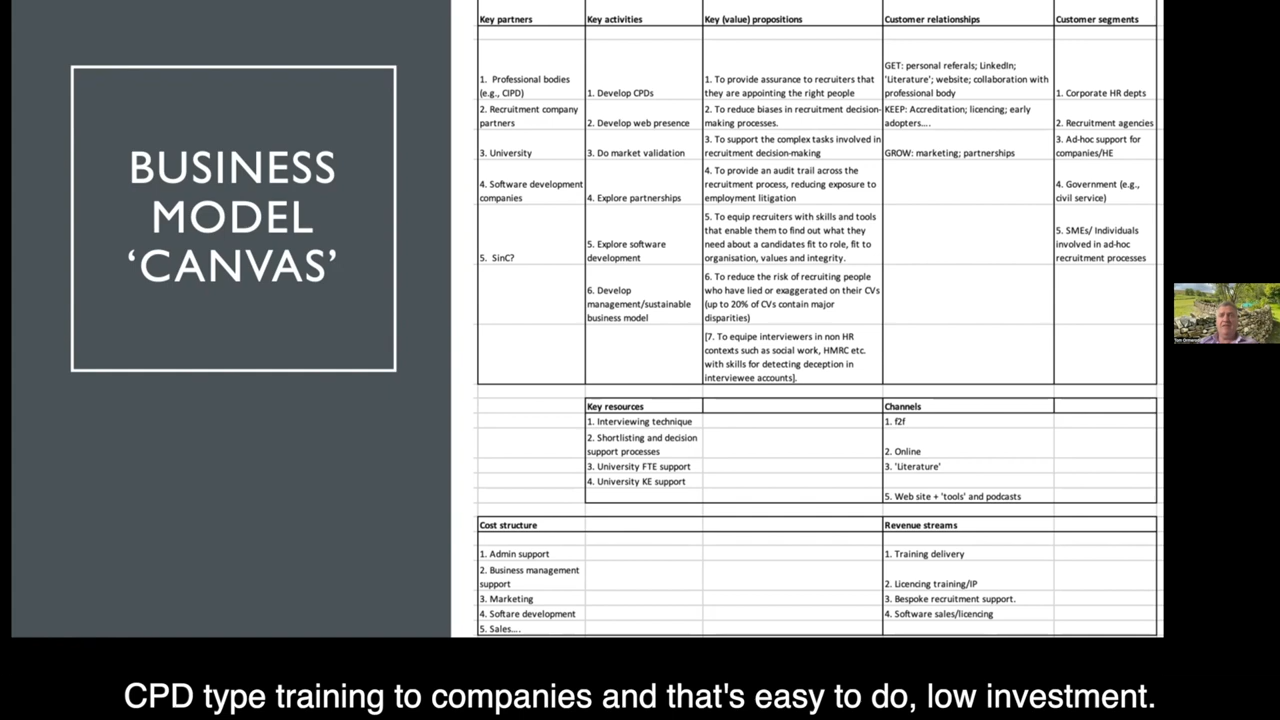 BUSINESS
MODEL
‘CANVAS’
Key partners
1. Professional bodies
(e.g., CIPD)
2. Recruitment company
partners
3. University
4. Software development
companies
5. SinC?
Key activities
1. Develop CPDs
2. Develop web presence
3. Do market validation
4. Explore partnerships
5. Explore software
development
6. Develop
management/sustainable
business model
Key (value) propositions
1. To provide assurance to recruiters that
they are appointing the right people
2. To reduce biases in recruitment decision-
making processes.
3. To support the complex tasks involved in
recruitment decision-making
4. To provide an audit trail across the
recruitment process, reducing exposure to
employment litigation
5. To equip recruiters with skills and tools
that enable them to find out what they
need about a candidates fit to role, fit to
organisation, values and integrity.
6. To reduce the risk of recruiting people
who have lied or exaggerated on their CVs
(up to 20% of CVs contain major
disparities)
[7. To equipe interviewers in non HR
contexts such as social work, HMRC etc.
with skills for detecting deception in
interviewee accounts].
Customer relationships
GET: personal referals; LinkedIn;
'Literature'; website; collaboration with
professional body
KEEP: Accreditation; licencing; early
adopters....
GROW: marketing; partnerships
Customer segments
1. Corporate HR depts
2. Recruitment agencies
3. Ad-hoc support for
companies/HE
4. Government (e.g.,
civil service)
5. SMEs/ Individuals
involved in ad-hoc
recruitment processes
Key resources
1. Interviewing technique
2. Shortlisting and decision
support processes
3. University FTE support
4. University KE support
Channels
1. f2f
2. Online
3. 'Literature'
5. Web site + 'tools' and podcasts
Cost structure
1. Admin support
2. Business management
support
3. Marketing
4. Softare development
5. Sales....
Revenue streams
1. Training delivery
2. Licencing training/IP
3. Bespoke recruitment support.
4. Software sales/licencing
CPD type training to companies and that's easy to do, low investment.